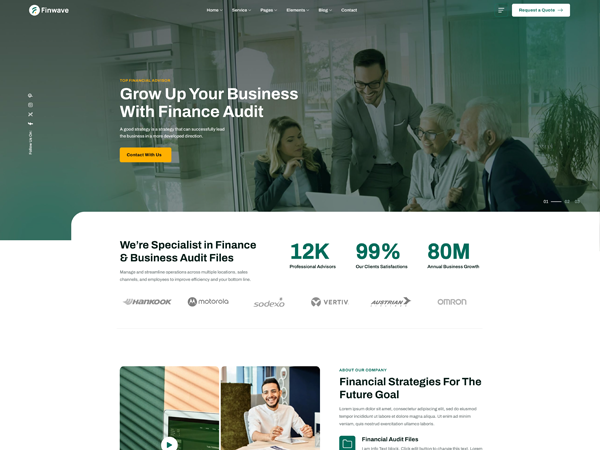 Finwave
Home
Service
Pages
Elements
Blog
Contact
Request a Quote
TOP FINANCIAL ADVISOR
Grow Up Your Business
With Finance Audit
A good strategy is a strategy that can successfully lead
the business in a more developed direction.
Contact With Us
Follow Us On
01
02
03
We're Specialist in Finance
& Business Audit Files
Manage and streamline operations across multiple locations, sales
channels, and employees to improve efficiency and your bottom line.
12K
Professional Advisors
99%
Our Clients Satisfactions
80M
Annual Business Growth
HANKOOK
motorola
sodexo
VERTIV
AUSTRIAN
OMRON
ABOUT OUR COMPANY
Financial Strategies For The
Future Goal
Lorem ipsum dolor sit amet, consectetur adipiscing elit, sed do eiusmod
tempor incididunt ut labore et dolore magna aliqua. Ut enim ad minim
veniam, quis nostrud exercitation ullamco laboris.
Financial Audit Files
I am Info Text Block. Click edit button to change this text. Lorem